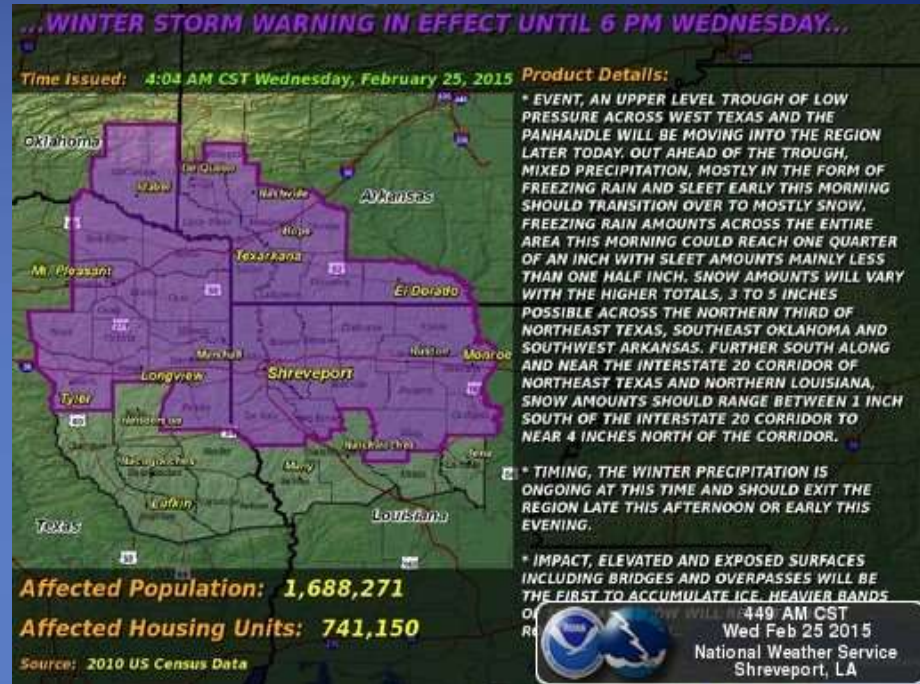 ...WINTER STORM WARNING IN EFFECT UNTIL 6 PM WEDNESDAY...
Time Issued: 4:04 AM CST Wednesday, February 25, 2015
Product Details:
* EVENT, AN UPPER LEVEL TROUGH OF LOW
PRESSURE ACROSS WEST TEXAS AND THE
PANHANDLE WILL BE MOVING INTO THE REGION
LATER TODAY. OUT AHEAD OF THE TROUGH,
MIXED PRECIPITATION, MOSTLY IN THE FORM OF
FREEZING RAIN AND SLEET EARLY THIS MORNING
SHOULD TRANSITION OVER TO MOSTLY SNOW.
FREEZING RAIN AMOUNTS ACROSS THE ENTIRE
AREA THIS MORNING COULD REACH ONE QUARTER
OF AN INCH WITH SLEET AMOUNTS MAINLY LESS
THAN ONE HALF INCH. SNOW AMOUNTS WILL VARY
WITH THE HIGHER TOTALS, 3 TO 5 INCHES
POSSIBLE ACROSS THE NORTHERN THIRD OF
NORTHEAST TEXAS, SOUTHEAST OKLAHOMA AND
SOUTHWEST ARKANSAS. FURTHER SOUTH ALONG
AND NEAR THE INTERSTATE 20 CORRIDOR OF
NORTHEAST TEXAS AND NORTHERN LOUISIANA,
SNOW AMOUNTS SHOULD RANGE BETWEEN 1 INCH
SOUTH OF THE INTERSTATE 20 CORRIDOR TO
NEAR 4 INCHES NORTH OF THE CORRIDOR.
* TIMING, THE WINTER PRECIPITATION IS
ONGOING AT THIS TIME AND SHOULD EXIT THE
REGION LATE THIS AFTERNOON OR EARLY THIS
EVENING.
* IMPACT, ELEVATED AND EXPOSED SURFACES
INCLUDING BRIDGES AND OVERPASSES WILL BE
THE FIRST TO ACCUMULATE ICE. HEAVIER BANDS
Oklahoma
De Queen
Idabel
Nashville
Arkansas
Hope
Texarkana
Mt. Pleasant
El Dorado
Marshall
Ruston
Monroe
Longview
Shreveport
Tyler
Henderson
Natchitoches
Nacogdoches
Many
Jena
Lufkin
Texas
Louisiana
Affected Population: 1,688,271
Affected Housing Units: 741,150
Source: 2010 US Census Data
449 AM CST
Wed Feb 25 2015
National Weather Service
Shreveport, LA